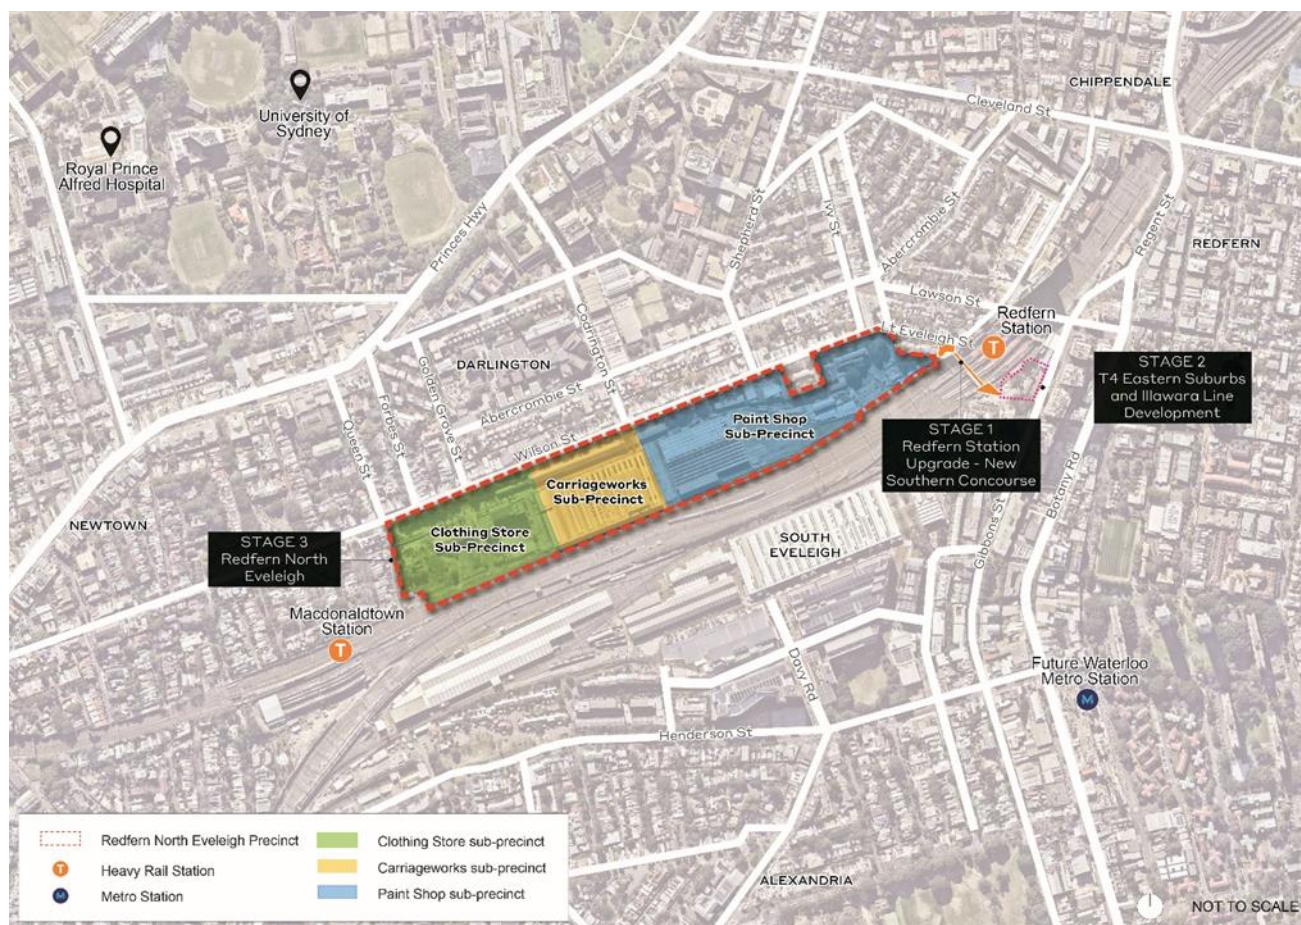 CHIPPENDALE
Cleveland St
University of
Sydney
Royal Prince
Alfred Hospital
Princes Hwy
Shepherd St
Ivy St
Abercrombie St
Regent St
REDFERN
Lawson St
Redfern
Station
T
Lt Eveleigh St
Codrington St
DARLINGTON
Golden Grove St
Abercrombie St
Forbes St
Queen St
Wilson St
STAGE 2
T4 Eastern Suburbs
and Illawara Line
Development
Paint Shop
Sub-Precinct
STAGE 1
Redfern Station
Upgrade - New
Southern Concourse
Botany Rd
Gibbons St
Carriageworks
Sub-Precinct
Clothing Store
Sub-Precinct
NEWTOWN
STAGE 3
Redfern North
Eveleigh
SOUTH
EVELEIGH
Macdonaldtown
Station
T
Davy Rd
Future Waterloo
Metro Station
M
Henderson St
ALEXANDRIA
Redfern North Eveleigh Precinct
T Heavy Rail Station
M Metro Station
Clothing Store sub-precinct
Carriageworks sub-precinct
Paint Shop sub-precinct
NOT TO SCALE